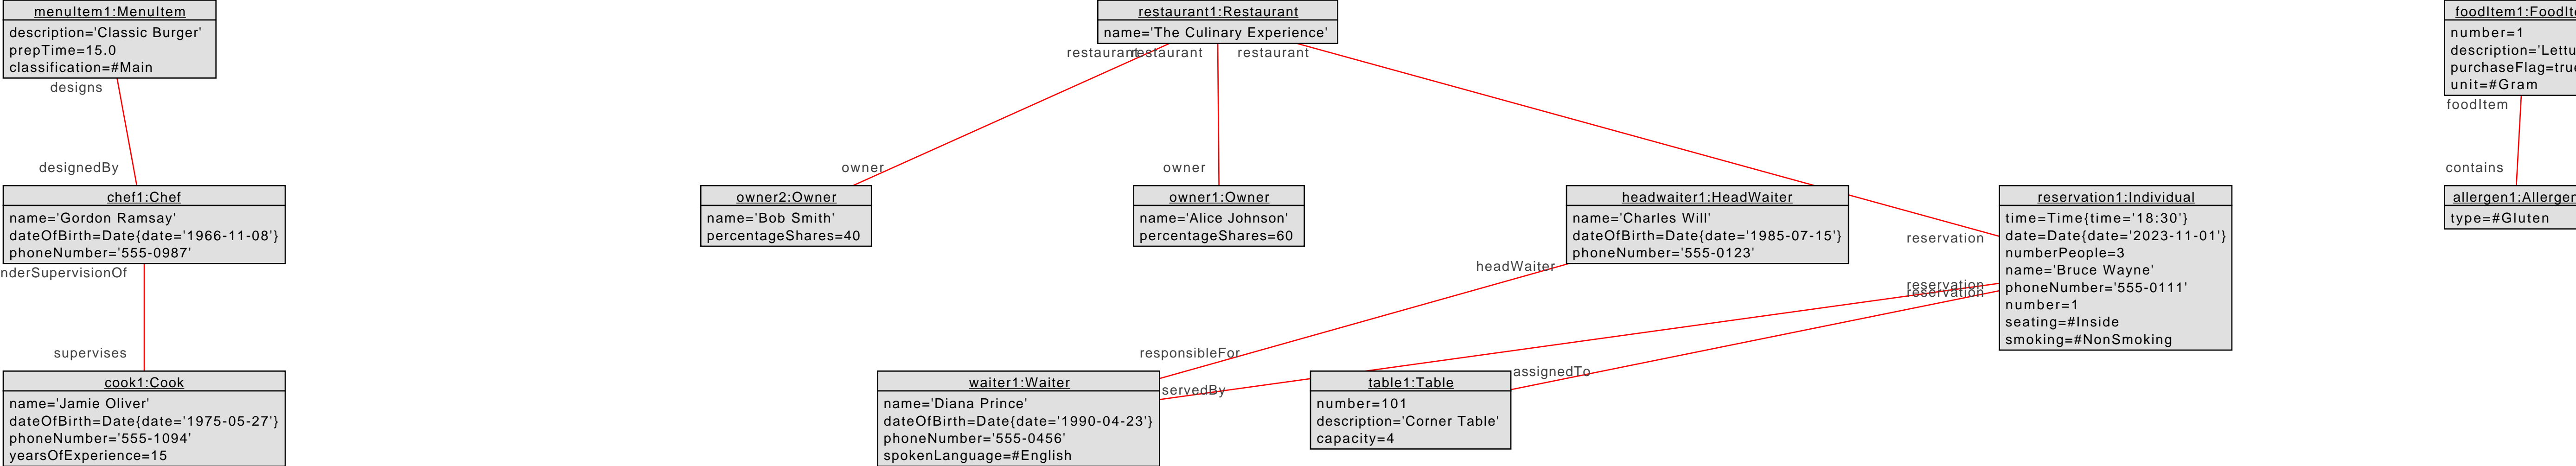 menuItem1:MenuItem
description='Classic Burger'
prepTime=15.0
classification=#Main
designs
designedBy
chef1:Chef
name='Gordon Ramsay'
dateOfBirth=Date{date='1966-11-08'}
phoneNumber='555-0987'
nderSupervisionOf
supervises
cook1:Cook
name='Jamie Oliver'
dateOfBirth=Date{date='1975-05-27'}
phoneNumber='555-1094'
yearsOfExperience=15
restaurant1:Restaurant
name='The Culinary Experience'
restaurant
restaurant
restaurant
owner
owner
owner2:Owner
name='Bob Smith'
percentageShares=40
owner1:Owner
name='Alice Johnson'
percentageShares=60
headwaiter1:HeadWaiter
name='Charles Will'
dateOfBirth=Date{date='1985-07-15'}
phoneNumber='555-0123'
headWaiter
responsibleFor
waiter1:Waiter
name='Diana Prince'
dateOfBirth=Date{date='1990-04-23'}
phoneNumber='555-0456'
spokenLanguage=#English
servedBy
table1:Table
number=101
description='Corner Table'
capacity=4
assignedTo
reservation
reservation
reservation
reservation1:Individual
time=Time{time='18:30'}
date=Date{date='2023-11-01'}
numberPeople=3
name='Bruce Wayne'
phoneNumber='555-0111'
number=1
seating=#Inside
smoking=#NonSmoking
foodItem1:FoodIt
number=1
description='Lettu
purchaseFlag=true
unit=#Gram
foodItem
contains
allergen1:Allergen
type=#Gluten